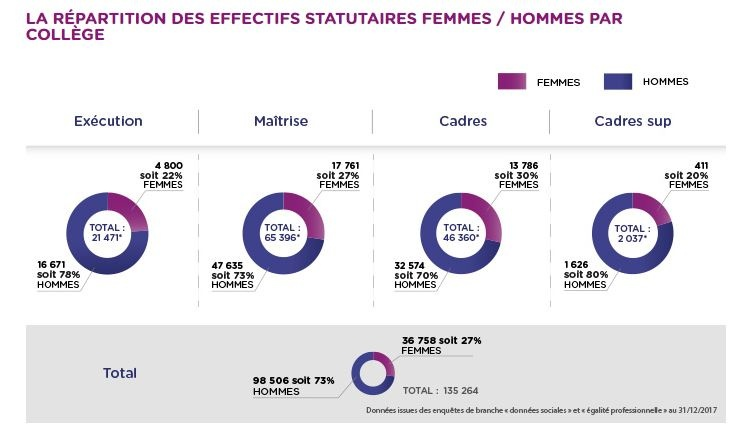 LA RÉPARTITION DES EFFECTIFS STATUTAIRES FEMMES / HOMMES PAR
COLLÈGE
FEMMES
HOMMES
Exécution
Maîtrise
Cadres
Cadres sup
4 800
soit 22%
FEMMES
TOTAL :
21 471*
16 671
soit 78%
HOMMES
17 761
soit 27%
FEMMES
TOTAL :
65 396*
47 635
soit 73%
HOMMES
13 786
soit 30%
FEMMES
TOTAL :
46 360*
32 574
soit 70%
HOMMES
411
soit 20%
FEMMES
TOTAL :
2 037*
1 626
soit 80%
HOMMES
Total
36 758 soit 27%
FEMMES
98 506 soit 73%
HOMMES
TOTAL : 135 264
Données issues des enquêtes de branche « données sociales » et « égalité professionnelle » au 31/12/2017